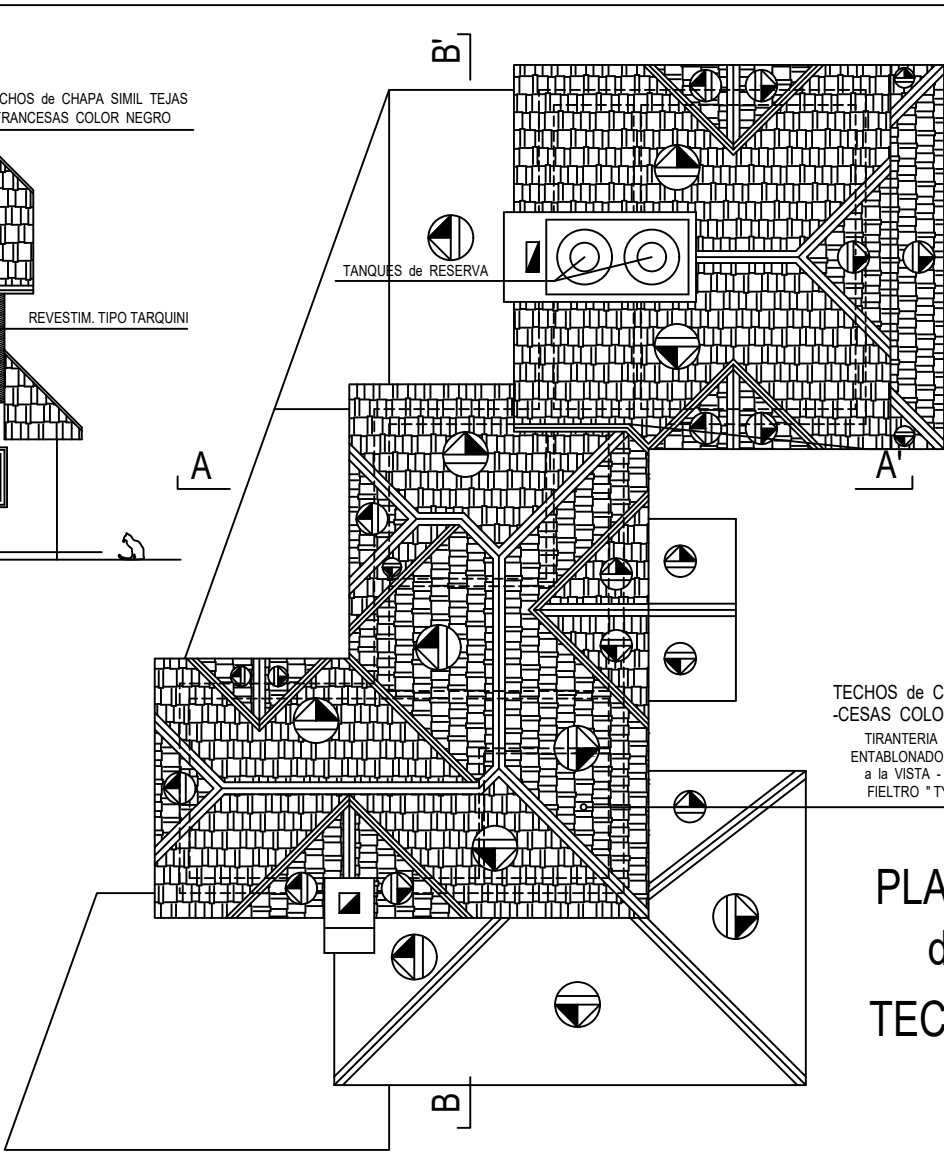 B'
CHOS de CHAPA SIMIL TEJAS
FRANCESAS COLOR NEGRO
TANQUES de RESERVA
REVESTIM. TIPO TARQUINI
A
A'
TECHOS de C
-CESAS COLO
TIRANTERIA
ENTABLONADO
a la VISTA -
FIELTRO "TY
PLA
d
TEC
B